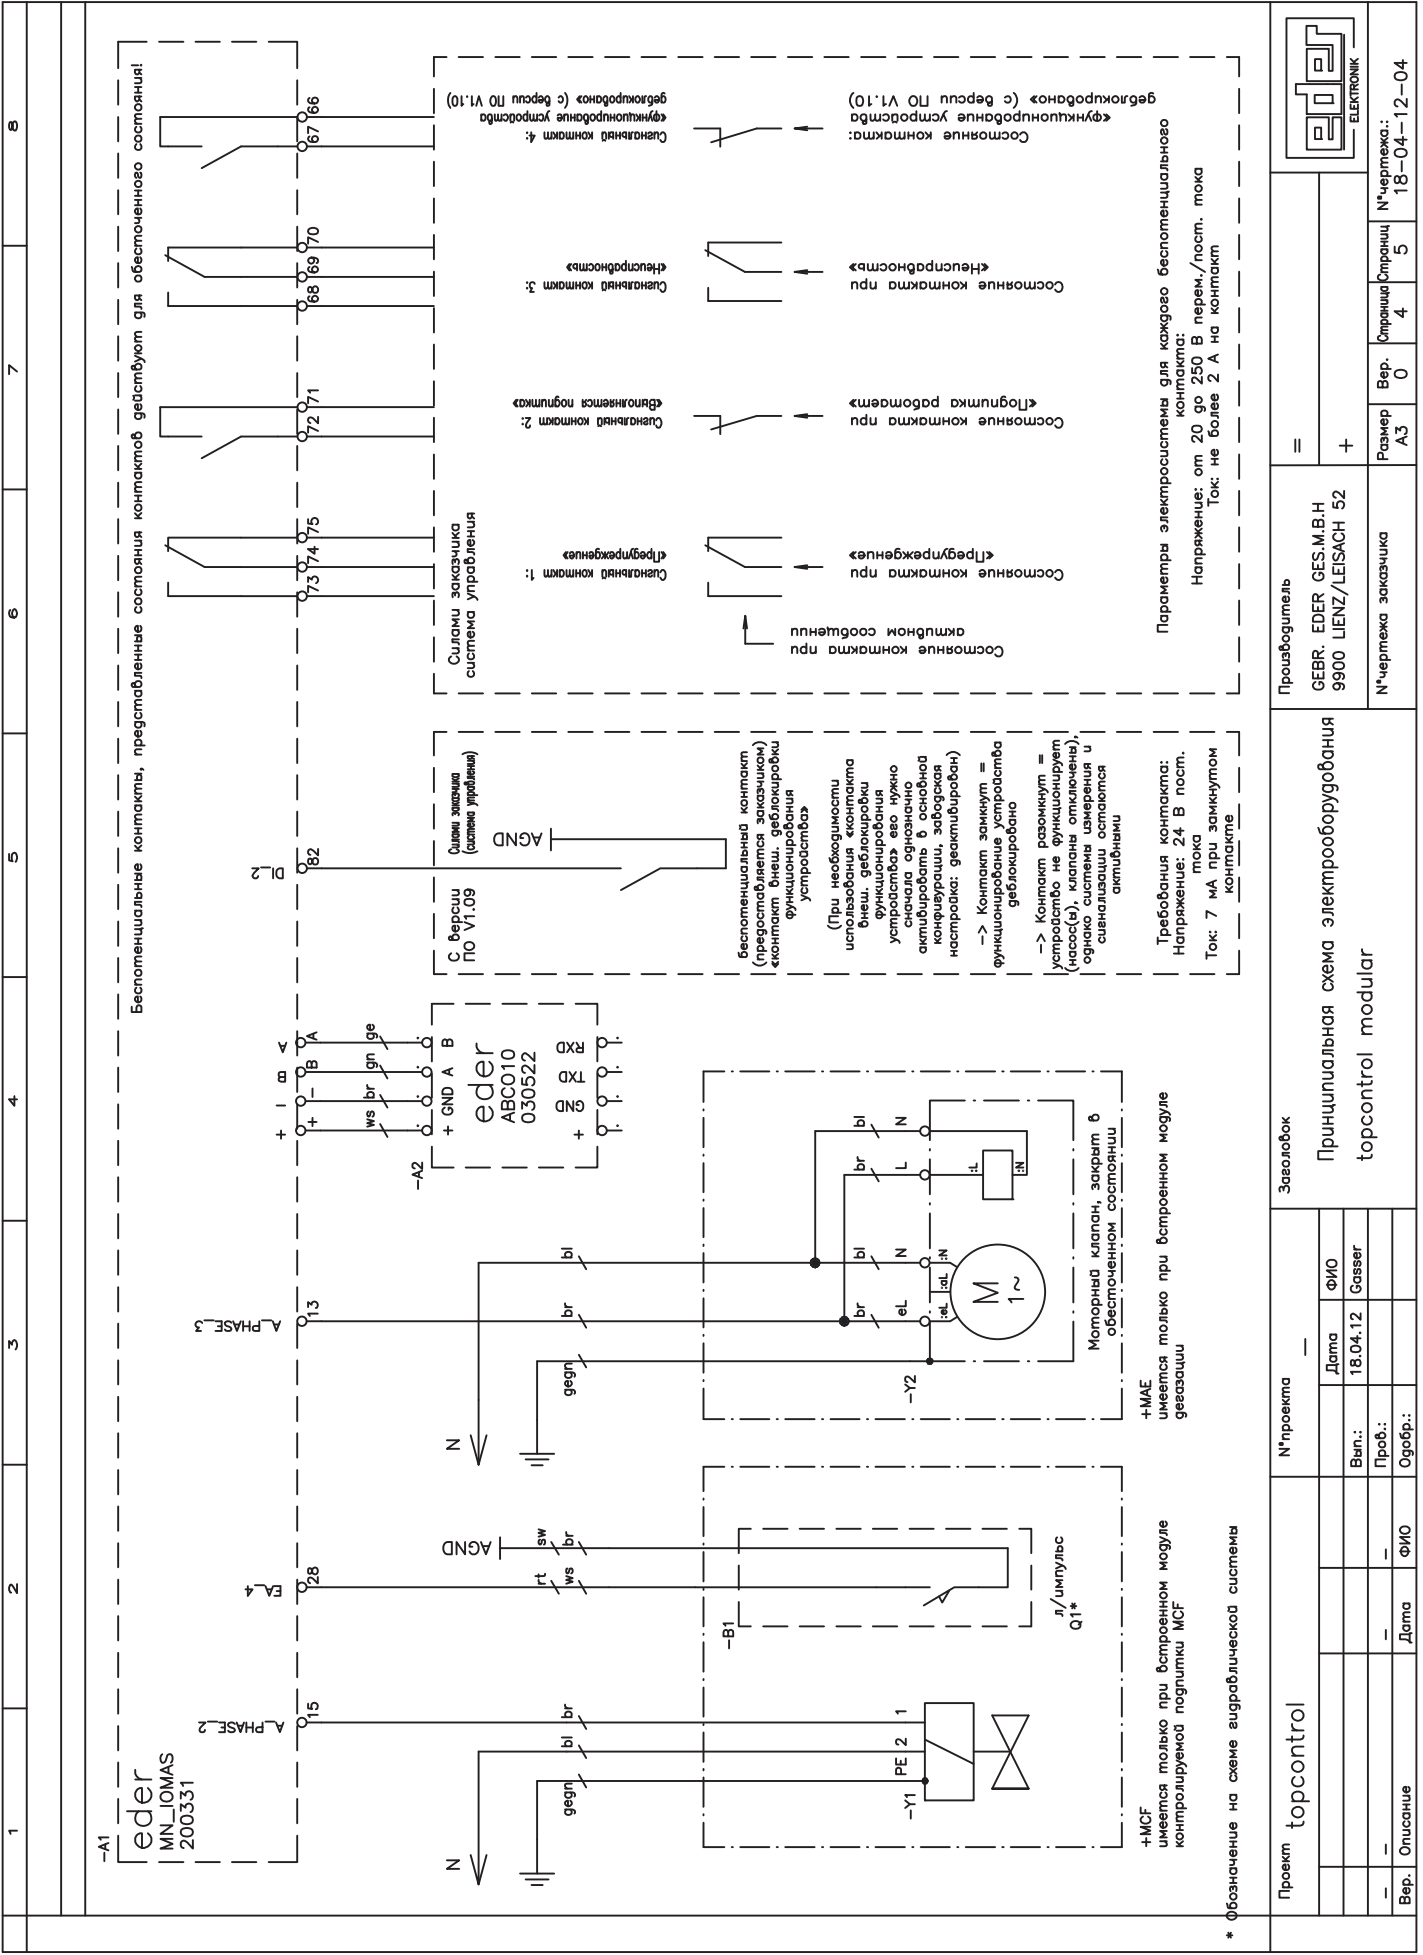 1
2
3
4
5
6
7
8
-A1
eder
MN_IOMAS
200331
Беспотенциальные контакты, представленные состояния контактов действуют для обесточенного состояния!
A_PHASE_2
15
EA_4
28
A_PHASE_3
13
+
-
B
A
+
-
B
A
DI_2
82
73
74
75
72
71
68
69
70
67
66
ws
br
gn
ge
-A2
+
GND
A
B
eder
ABCO10
030522
+
GND
TXD
RXD
N
gegn
bl
br
AGND
rt
sw
ws
br
N
gegn
br
bl
-Y1
PE
2
1
-B1
л/импульс
Q1*
+MCF
имеется только при встроенном модуле
контролируемой подпитки MCF
-Y2
br
bl
br
bl
eL
N
L
N
:eL
:aL
:N
:L
:N
M
1~
Моторный клапан, закрыт в
обесточенном состоянии
+MAE
имеется только при встроенном модуле
дегазации
С версии
ПО V1.09
Силами заказчика
(система управления)
AGND
беспотенциальный контакт
(предоставляется заказчиком)
«контакт внеш. деблокировки
функционирования
устройства»
(При необходимости
использования «контакта
внеш. деблокировки
функционирования
устройства» его нужно
сначала однозначно
активировать в основной
конфигурации, заводская
настройка: деактивирован)
-> Контакт замкнут =
функционирование устройства
деблокировано
-> Контакт разомкнут =
устройство не функционирует
(насос(ы), клапаны отключены),
однако системы измерения и
сигнализации остаются
активными
Требования контакта:
Напряжение: 24 В пост.
тока
Ток: 7 мА при замкнутом
контакте
Силами заказчика
система управления
Сигнальный контакт 1:
«Предупреждение»
Сигнальный контакт 2:
«Выполняется подпитка»
Сигнальный контакт 3:
«Неисправность»
Сигнальный контакт 4:
«функционирование устройства
деблокировано» (с версии ПО V1.10)
Состояние контакта при
активном сообщении
Состояние контакта при
«Предупреждение»
Состояние контакта при
«Подпитка работает»
Состояние контакта при
«Неисправность»
Состояние контакта:
«функционирование устройства
деблокировано» (с версии ПО V1.10)
Параметры электросистемы для каждого беспотенциального
контакта:
Напряжение: от 20 до 250 В перем./пост. тока
Ток: не более 2 А на контакт
* Обозначение на схеме гидравлической системы
Проект topcontrol
N°проекта
-
Дата
ФИО
Вып.:
18.04.12
Gasser
Проб.:
Одобр.:
-
-
-
-
Вер.
Описание
Дата
ФИО
Заголовок
Принципиальная схема электрооборудования
topcontrol modular
Производитель
GEBR. EDER GES.M.B.H
9900 LIENZ/LEISACH 52
N°чертежа заказчика
=
+
Размер
A3
Вер.
0
Страница
4
Страниц
5
N°чертежа.:
18-04-12-04
eder
ELEKTRONIK